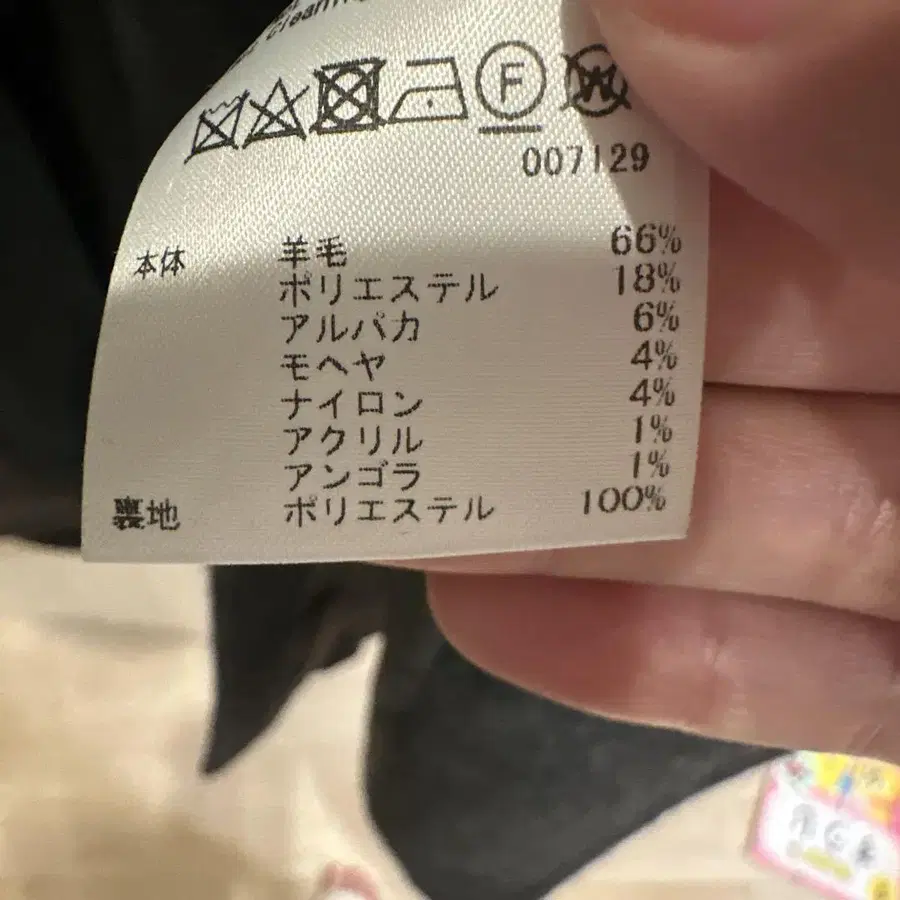 F W
007129
本体 羊毛 66%
ポリエステル 18%
アルパカ 6%
モヘヤ 4%
ナイロン 4%
アクリル 1%
アンゴラ 1%
裏地 ポリエステル 100%